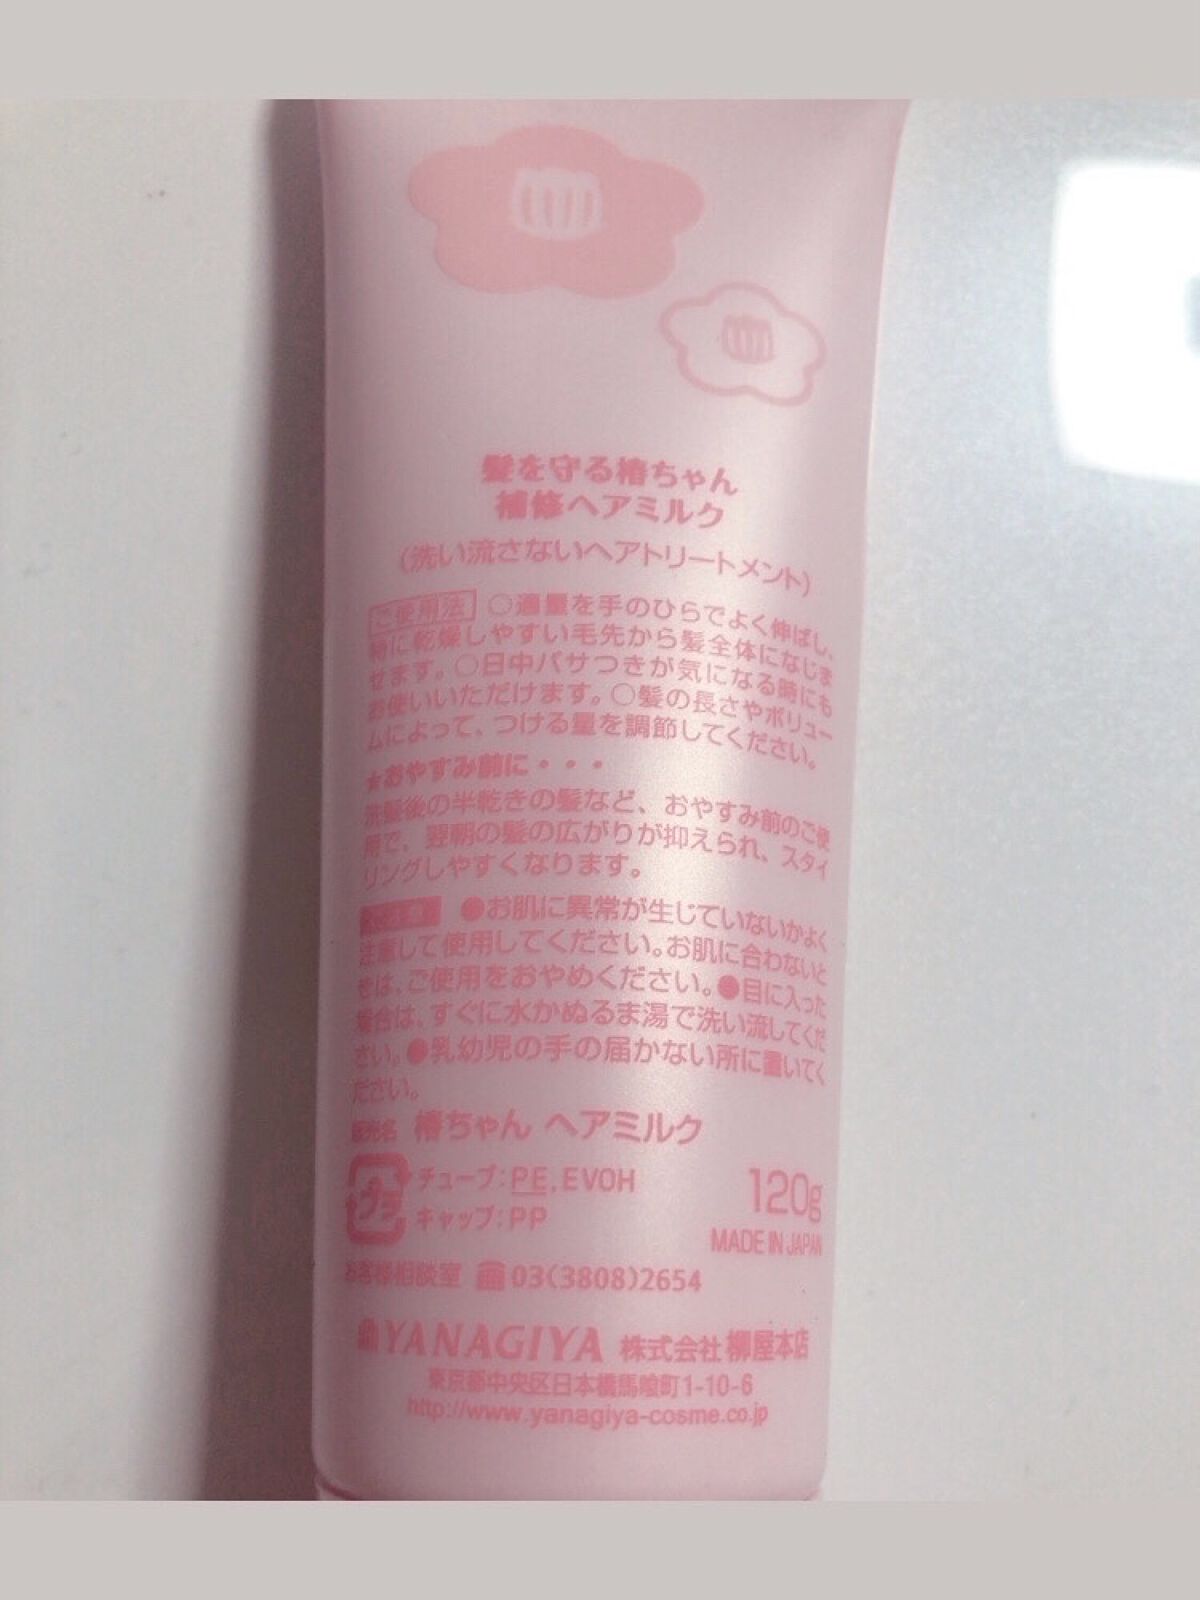 髪を守る椿ちゃん
補修ヘアミルク
(洗い流さないヘアトリートメント)
ご使用法 ○適量を手のひらでよく伸ばし、
特に乾燥しやすい毛先から髪全体になじま
せます。○日中パサつきが気になる時にも
お使いいただけます。○髪の長さやボリュー
ムによって、つける量を調節してください。
★おやすみ前に・・・
洗髪後の半乾きの髪など、おやすみ前のご使
用で、翌朝の髪の広がりが抑えられ、スタイ
リングしやすくなります。
●お肌に異常が生じていないかよく
注意して使用してください。お肌に合わないと
きは、ご使用をおやめください。●目に入った
場合は、すぐに水かぬるま湯で洗い流してくだ
さい。●乳幼児の手の届かない所に置いてく
ださい。
販売名 椿ちゃん ヘアミルク
プラ チューブ:PE,EVOH
キャップ:PP
120g
MADE IN JAPAN
お客様相談室 03(3808)2654
YANAGIYA 株式会社 柳屋本店
東京都中央区日本橋馬喰町1-10-6
http://www.yanagiya-cosme.co.jp